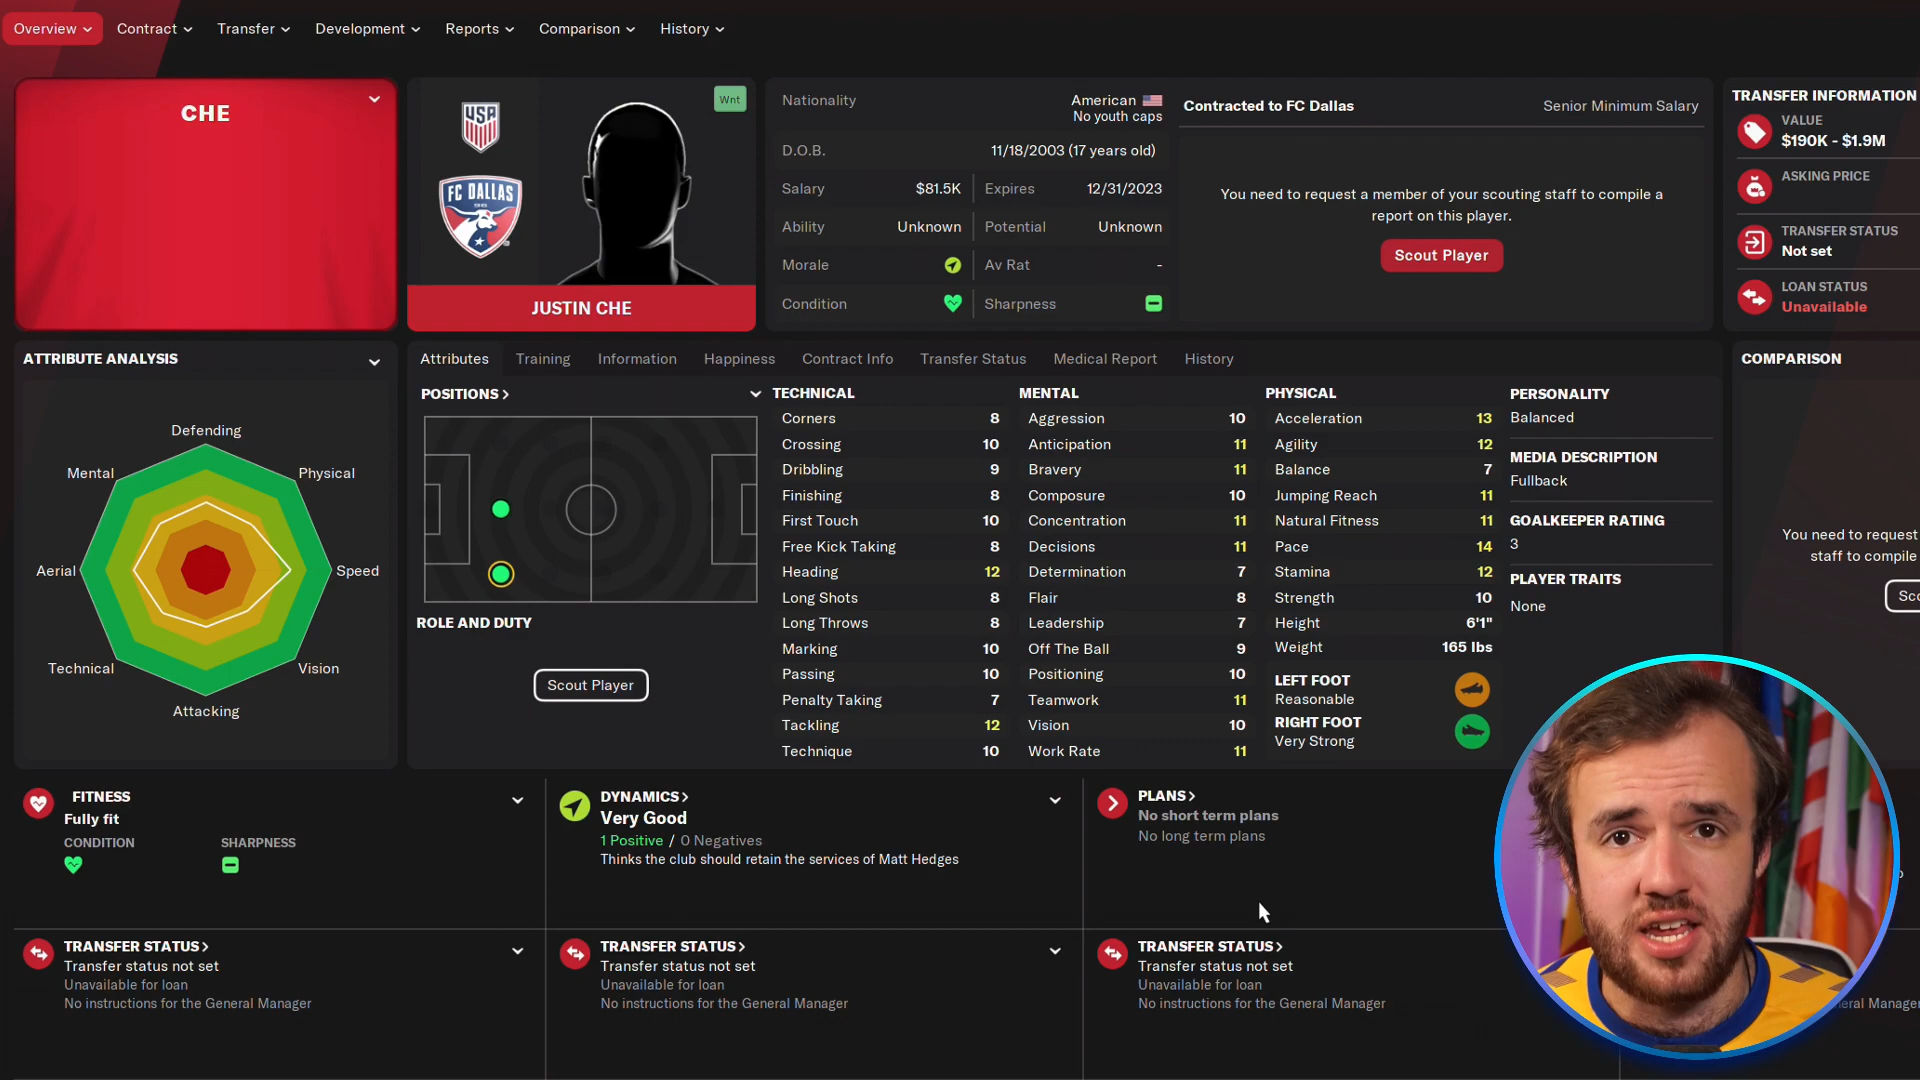 Overview
Contract
Transfer
Development
Reports
Comparison
History
CHE
USA
FC DALLAS
Wnt
JUSTIN CHE
Nationality
American
No youth caps
D.O.B. 11/18/2003 (17 years old)
Salary $81.5K Expires 12/31/2023
Ability Unknown Potential Unknown
Morale Av Rat -
Condition Sharpness
Contracted to FC Dallas Senior Minimum Salary
You need to request a member of your scouting staff to compile a
report on this player.
Scout Player
TRANSFER INFORMATION
VALUE
$190K - $1.9M
ASKING PRICE
TRANSFER STATUS
Not set
LOAN STATUS
Unavailable
ATTRIBUTE ANALYSIS
Defending
Mental
Physical
Aerial
Speed
Technical
Vision
Attacking
Attributes
Training
Information
Happiness
Contract Info
Transfer Status
Medical Report
History
POSITIONS >
ROLE AND DUTY
Scout Player
TECHNICAL
Corners 8
Crossing 10
Dribbling 9
Finishing 8
First Touch 10
Free Kick Taking 8
Heading 12
Long Shots 8
Long Throws 8
Marking 10
Passing 10
Penalty Taking 7
Tackling 12
Technique 10
MENTAL
Aggression 10
Anticipation 11
Bravery 11
Composure 10
Concentration 11
Decisions 11
Determination 7
Flair 8
Leadership 7
Off The Ball 9
Positioning 10
Teamwork 11
Vision 10
Work Rate 11
PHYSICAL
Acceleration 13
Agility 12
Balance 7
Jumping Reach 11
Natural Fitness 11
Pace 14
Stamina 12
Strength 10
Height 6'1"
Weight 165 lbs
LEFT FOOT
Reasonable
RIGHT FOOT
Very Strong
PERSONALITY
Balanced
MEDIA DESCRIPTION
Fullback
GOALKEEPER RATING
3
PLAYER TRAITS
None
COMPARISON
You need to request
staff to compile
Sco
FITNESS
Fully fit
CONDITION
SHARPNESS
DYNAMICS >
Very Good
1 Positive / 0 Negatives
Thinks the club should retain the services of Matt Hedges
PLANS >
No short term plans
No long term plans
TRANSFER STATUS >
Transfer status not set
Unavailable for loan
No instructions for the General Manager
TRANSFER STATUS >
Transfer status not set
Unavailable for loan
No instructions for the General Manager
TRANSFER STATUS >
Transfer status not set
Unavailable for loan
No instructions for the General Manager
eral Manager